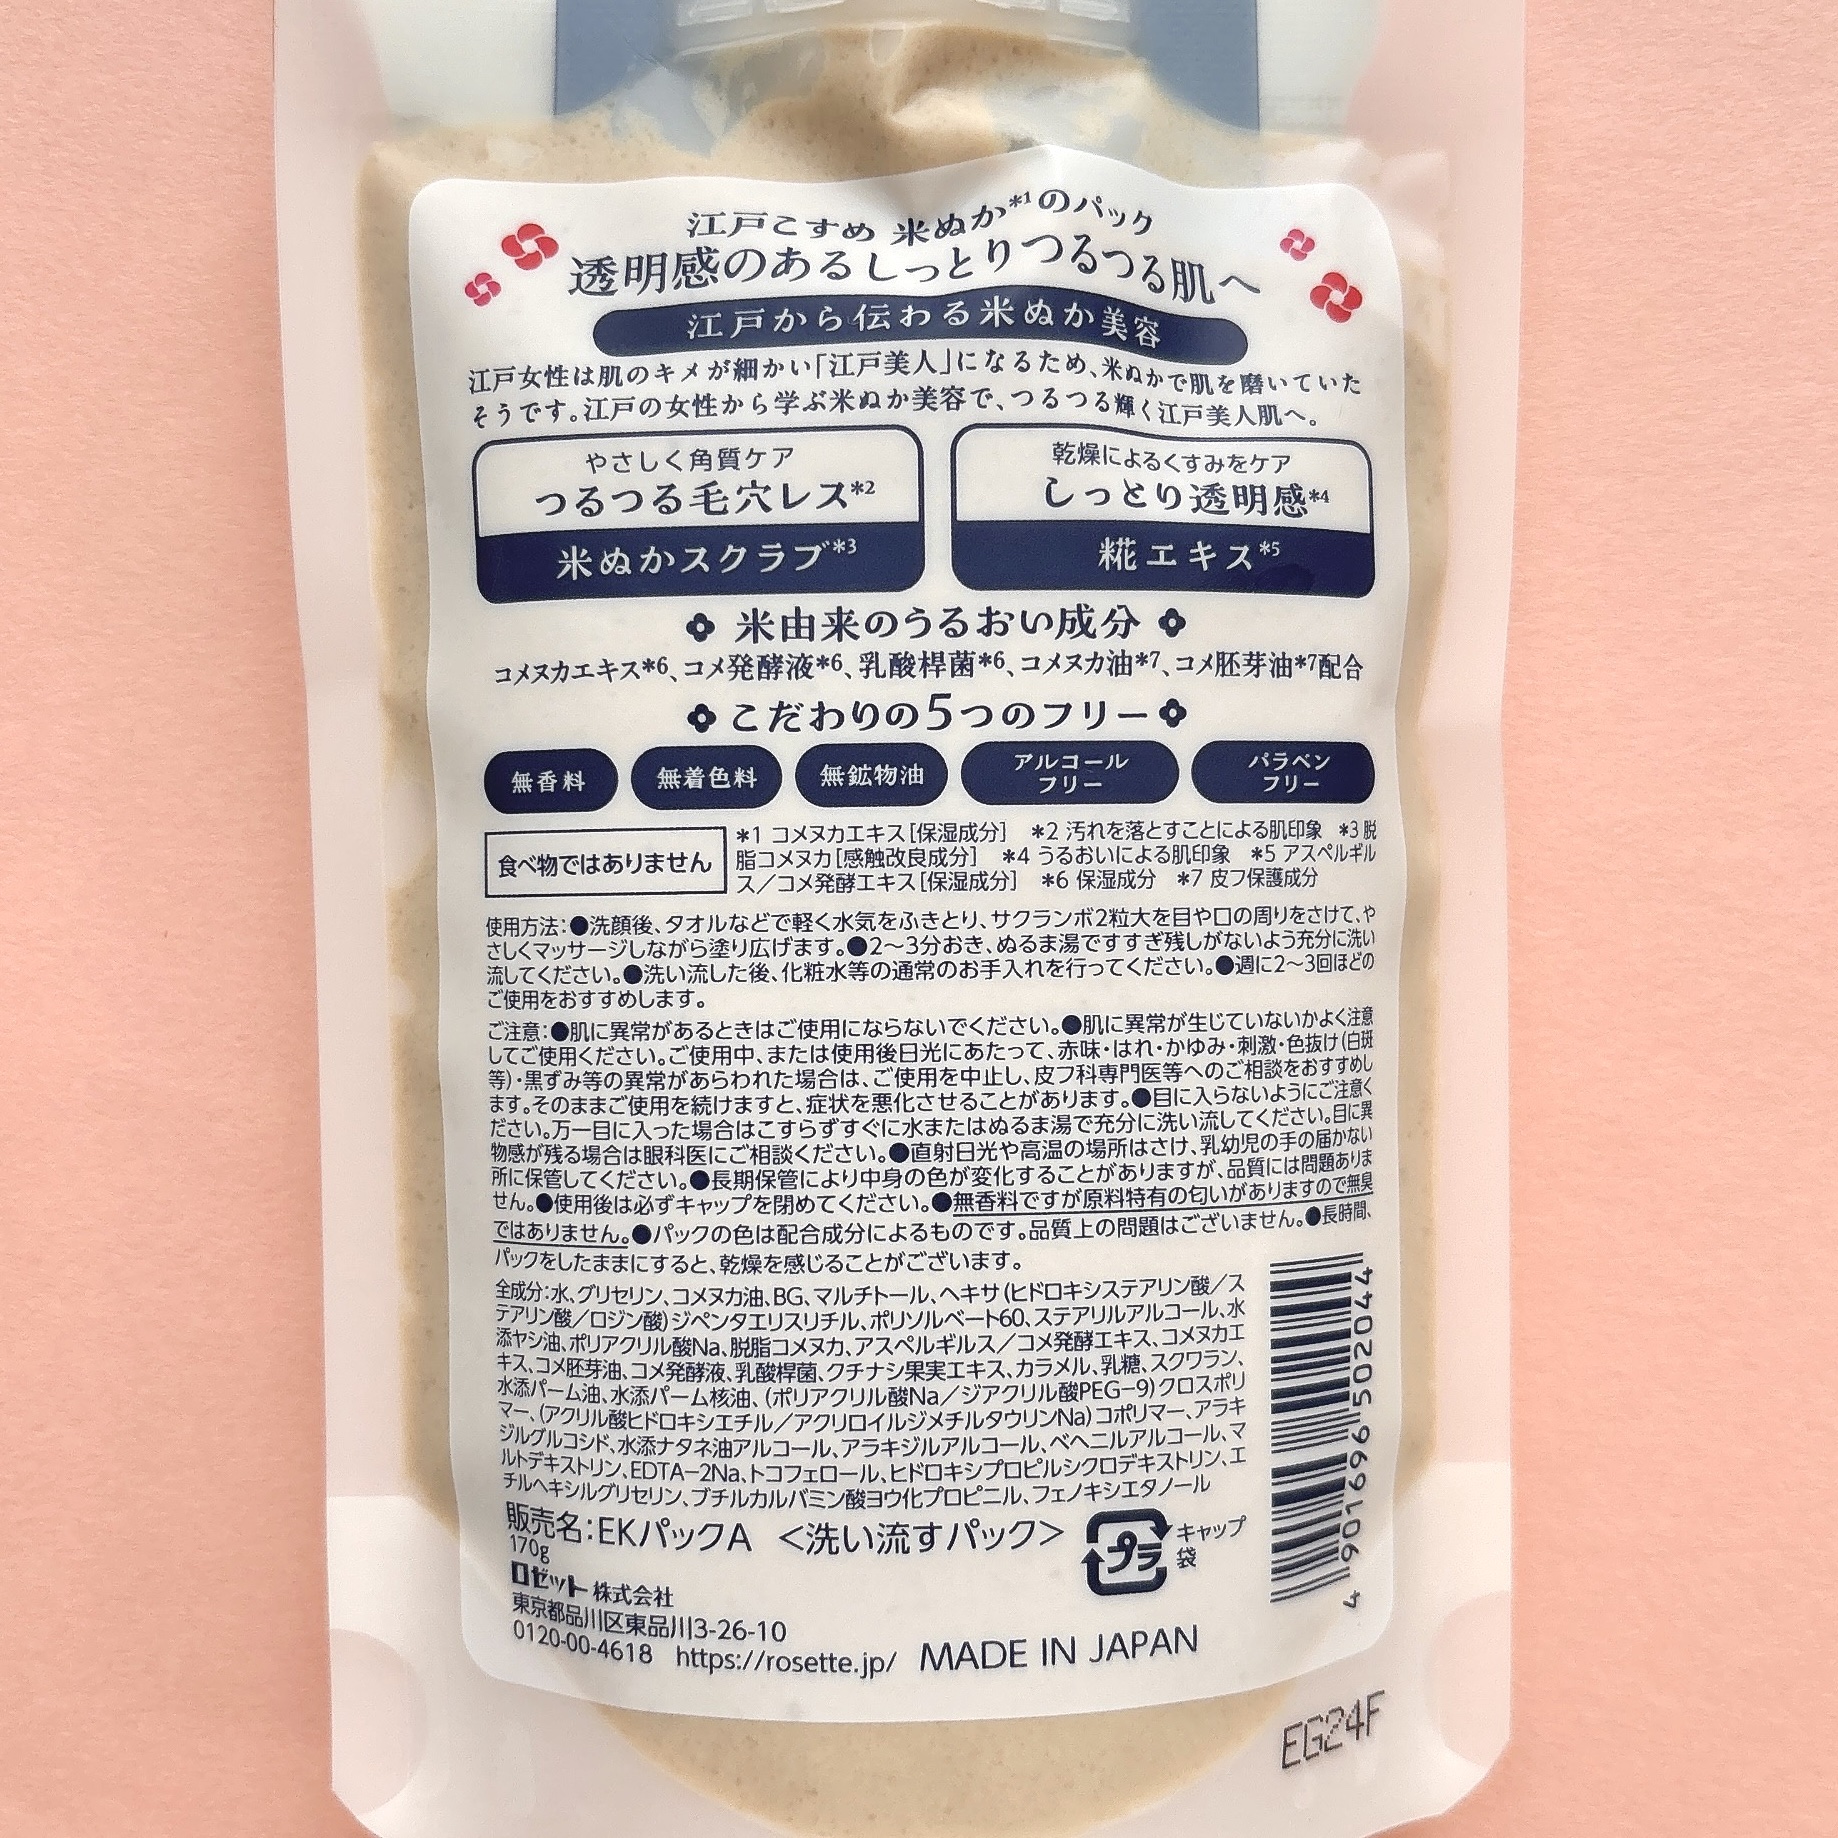 江戸こすめ 米ぬか*1のパック
透明感のあるしっとりつるつる肌へ
江戸から伝わる米ぬか美容
江戸女性は肌のキメが細かい「江戸美人」になるため、米ぬかで肌を磨いていた
そうです。江戸の女性から学ぶ米ぬか美容で、つるつる輝く江戸美人肌へ。
やさしく角質ケア
つるつる毛穴レス*2
米ぬかスクラブ*3
乾燥によるくすみをケア
しっとり透明感*4
糀エキス*5
米由来のうるおい成分
コメヌカエキス*6、コメ発酵液*6、乳酸桿菌*6、コメヌカ油*7、コメ胚芽油*7配合
こだわりの5つのフリー
無香料 無着色料 無鉱物油 アルコールフリー パラベンフリー
食べ物ではありません
*1 コメヌカエキス[保湿成分] *2 汚れを落とすことによる肌印象 *3 脱
脂コメヌカ[感触改良成分] *4 うるおいによる肌印象 *5 アスペルギル
ス/コメ発酵エキス[保湿成分] *6 保湿成分 *7 皮フ保護成分
使用方法:●洗顔後、タオルなどで軽く水気をふきとり、サクランボ2粒大を目や口の周りをさけて、や
さしくマッサージしながら塗り広げます。●2〜3分おき、ぬるま湯ですすぎ残しがないよう充分に洗い
流してください。●洗い流した後、化粧水等の通常のお手入れを行ってください。●週に2〜3回ほどの
ご使用をおすすめします。
ご注意:●肌に異常があるときはご使用にならないでください。●肌に異常が生じていないかよく注意
してご使用ください。ご使用中、または使用後日光にあたって、赤味・はれ・かゆみ・刺激・色抜け(白斑
等)・黒ずみ等の異常があらわれた場合は、ご使用を中止し、皮フ科専門医等へのご相談をおすすめし
ます。そのままご使用を続けますと、症状を悪化させることがあります。●目に入らないようにご注意く
ださい。万一目に入った場合はこすらずすぐに水またはぬるま湯で充分に洗い流してください。目に異
物感が残る場合は眼科医にご相談ください。●直射日光や高温の場所はさけ、乳幼児の手の届かない
所に保管してください。●長期保管により中身の色が変化することがありますが、品質には問題ありま
せん。●使用後は必ずキャップを閉めてください。●無香料ですが原料特有の匂いがありますので無臭
ではありません。●パックの色は配合成分によるものです。品質上の問題はございません。●長時間、
パックをしたままにすると、乾燥を感じることがございます。
全成分:水、グリセリン、コメヌカ油、BG、マルチトール、ヘキサ(ヒドロキシステアリン酸/ス
テアリン酸/ロジン酸)ジペンタエリスリチル、ポリソルベート60、ステアリルアルコール、水
添ヤシ油、ポリアクリル酸Na、脱脂コメヌカ、アスペルギルス/コメ発酵エキス、コメヌカエ
キス、コメ胚芽油、コメ発酵液、乳酸桿菌、クチナシ果実エキス、カラメル、乳糖、スクワラン、
水添パーム油、水添パーム核油、(ポリアクリル酸Na/ジアクリル酸PEG-9)クロスポリ
マー、(アクリル酸ヒドロキシエチル/アクリロイルジメチルタウリンNa)コポリマー、アラキ
ジルグルコシド、水添ナタネ油アルコール、アラキジルアルコール、ベヘニルアルコール、マ
ルトデキストリン、EDTA-2Na、トコフェロール、ヒドロキシプロピルシクロデキストリン、エ
チルヘキシルグリセリン、ブチルカルバミン酸ヨウ化プロピニル、フェノキシエタノール
販売名:EKパックA <洗い流すパック>
プラ
キャップ
袋
170g
ロゼット株式会社
東京都品川区東品川3-26-10
0120-00-4618 https://rosette.jp/ MADE IN JAPAN
4 901696 502044
EG24F